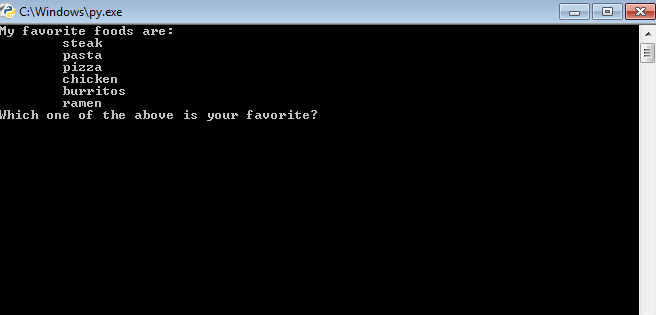 C:\Windows\py.exe
My favorite foods are:
steak
pasta
pizza
chicken
burritos
ramen
Which one of the above is your favorite?